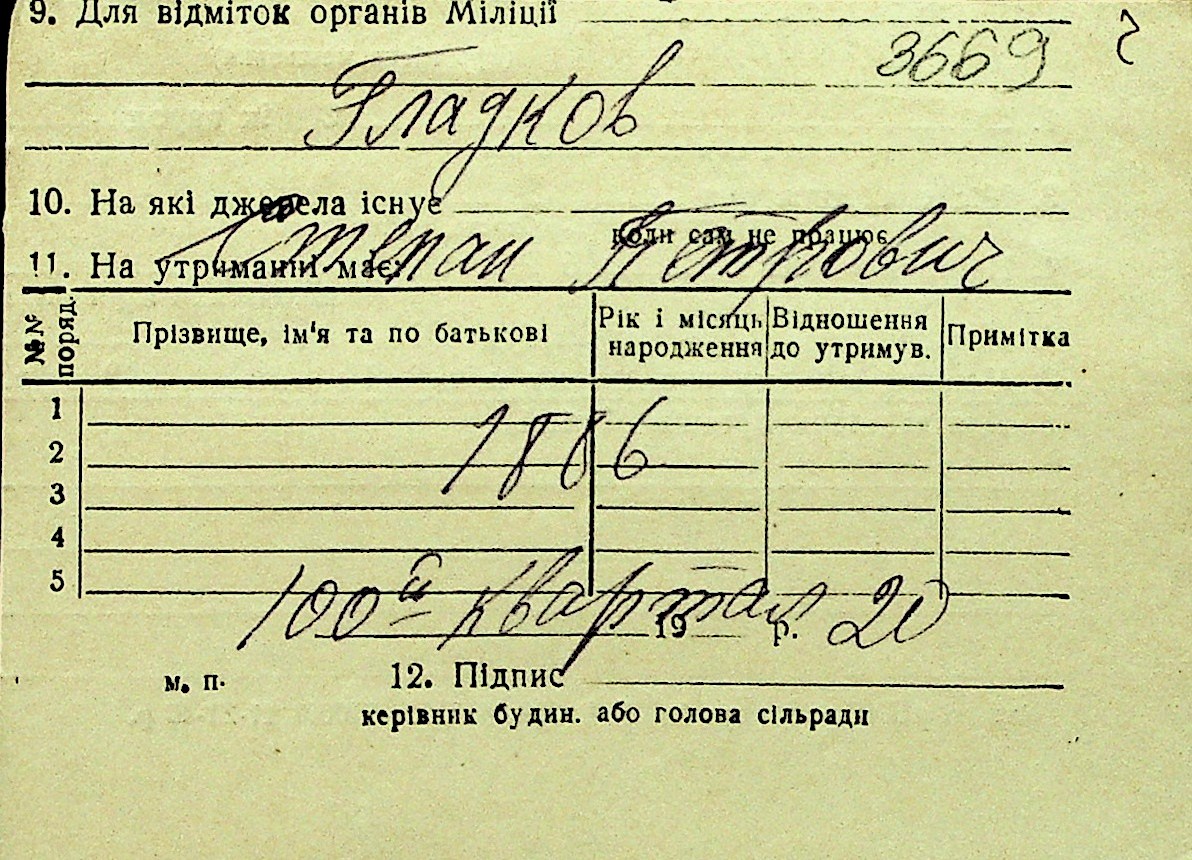 9. Для відміток органів Міліції
3669
Гладков
10. На які джерела існує
коли сам не працює
Степан Петрович
11. На утриманні має:
№№ поряд.
Прізвище, ім'я та по батькові
Рік і місяць народження
Відношення до утримув.
Примітка
1
1886
2
3
4
5
100й квартал 20
19 р.
м. п.
12. Підпис
керівник будин. або голова сільради